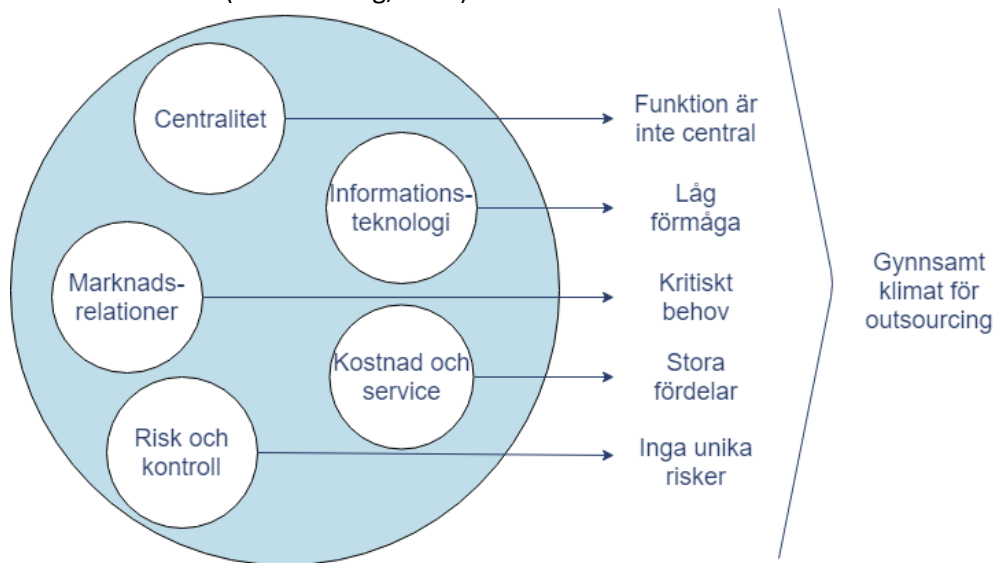 Centralitet
Funktion är
inte central
Informations-
teknologi
Låg
förmåga
Marknads-
relationer
Kritiskt
behov
Kostnad och
service
Stora
fördelar
Risk och
kontroll
Inga unika
risker
Gynnsamt
klimat för
outsourcing